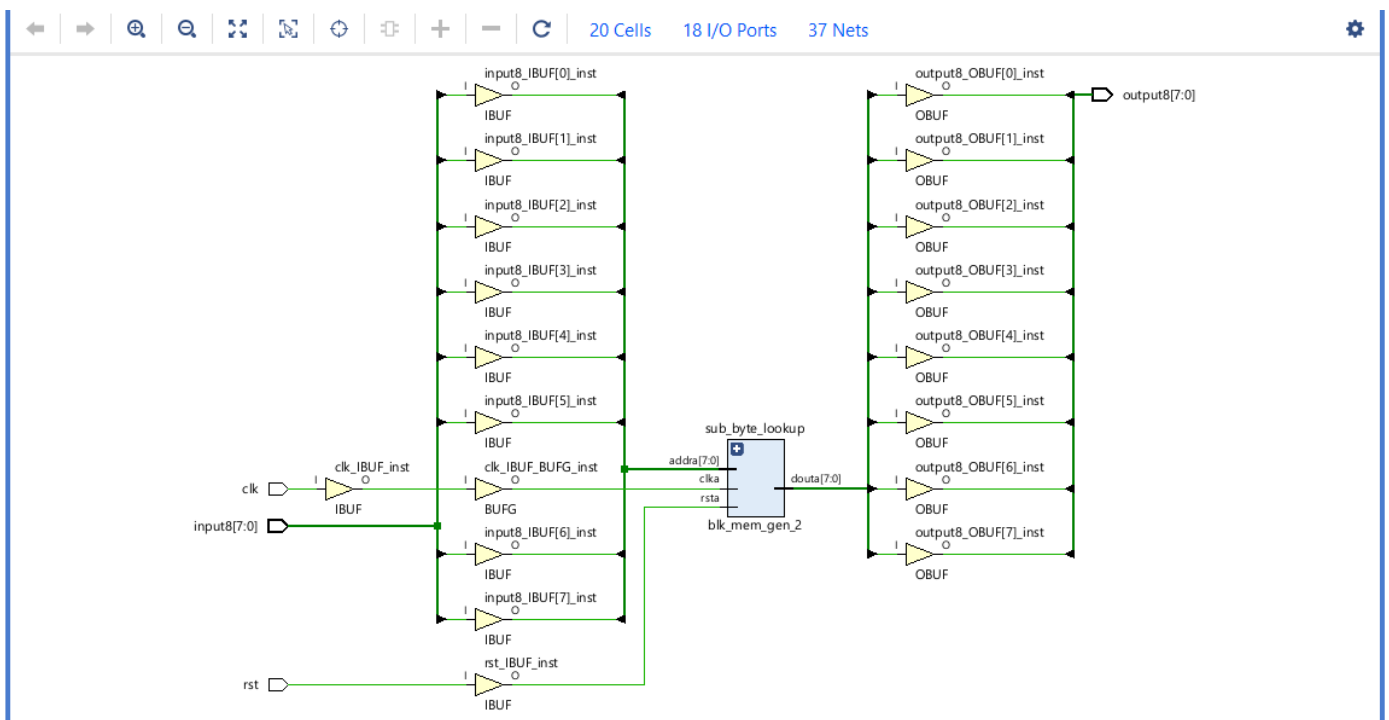 20 Cells 18 I/O Ports 37 Nets
input8_IBUF[0]_inst
I O
IBUF
input8_IBUF[1]_inst
I O
IBUF
input8_IBUF[2]_inst
I O
IBUF
input8_IBUF[3]_inst
I O
IBUF
input8_IBUF[4]_inst
I O
IBUF
input8_IBUF[5]_inst
I O
IBUF
clk
clk_IBUF_inst
I O
IBUF
clk_IBUF_BUFG_inst
I O
BUFG
input8[7:0]
input8_IBUF[6]_inst
I O
IBUF
input8_IBUF[7]_inst
I O
IBUF
rst
rst_IBUF_inst
I O
IBUF
sub_byte_lookup
addra[7:0]
clka
rsta
douta[7:0]
blk_mem_gen_2
output8_OBUF[0]_inst
I O
OBUF
output8[7:0]
output8_OBUF[1]_inst
I O
OBUF
output8_OBUF[2]_inst
I O
OBUF
output8_OBUF[3]_inst
I O
OBUF
output8_OBUF[4]_inst
I O
OBUF
output8_OBUF[5]_inst
I O
OBUF
output8_OBUF[6]_inst
I O
OBUF
output8_OBUF[7]_inst
I O
OBUF